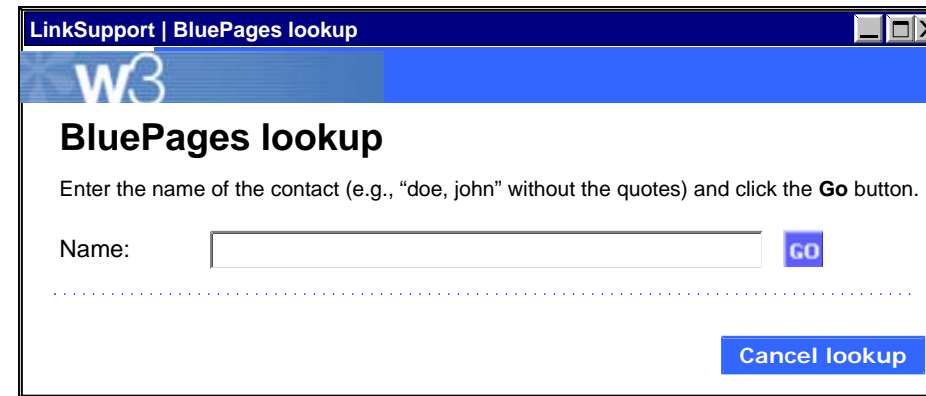 LinkSupport | BluePages lookup
w3
BluePages lookup
Enter the name of the contact (e.g., “doe, john” without the quotes) and click the Go button.
Name:
GO
Cancel lookup